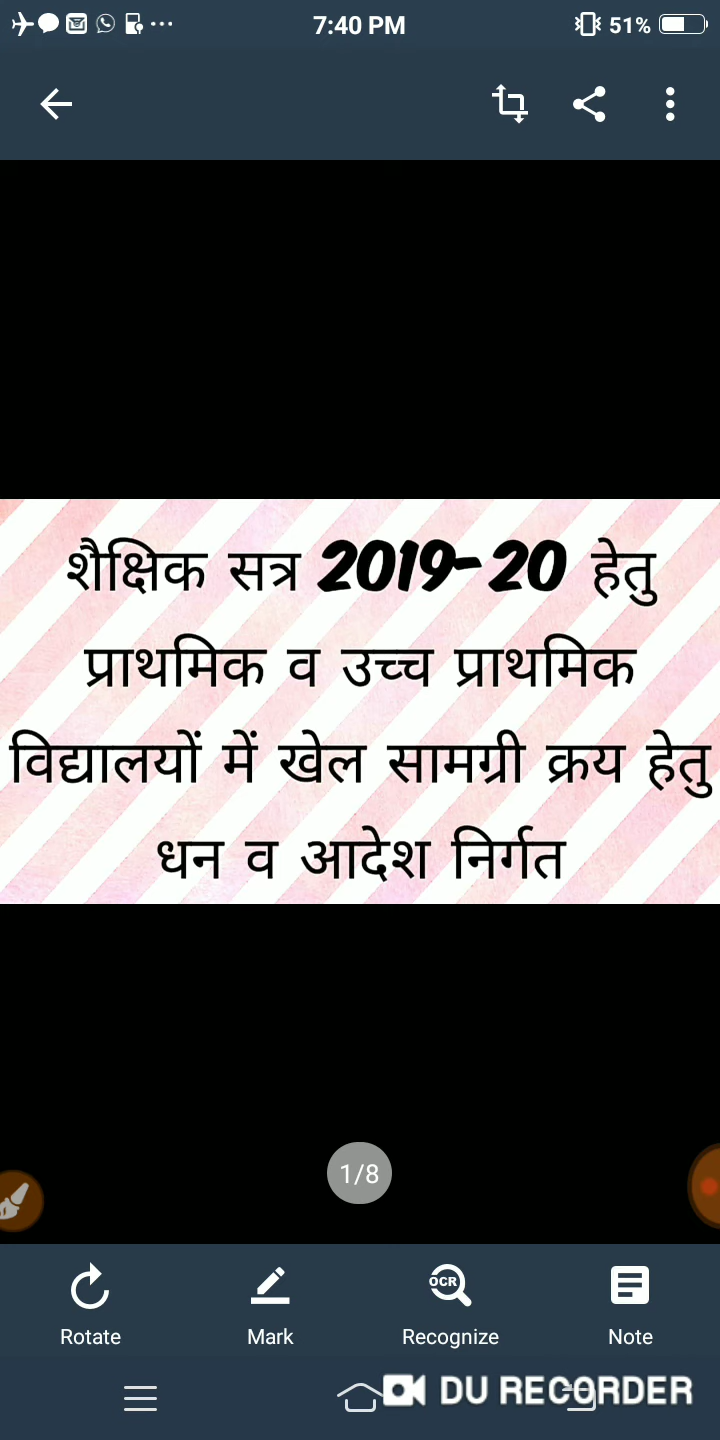 7:40 PM
51%
शैक्षिक सत्र 2019-20 हेतु
प्राथमिक व उच्च प्राथमिक
विद्यालयों में खेल सामग्री क्रय हेतु
धन व आदेश निर्गत
1/8
OCR
Rotate Mark Recognize Note
DU RECORDER